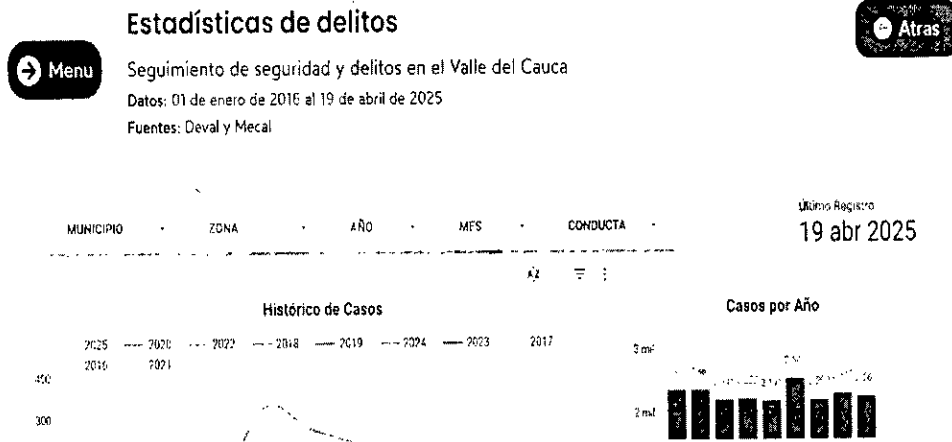 Estadísticas de delitos
Atras
Menu
Seguimiento de seguridad y delitos en el Valle del Cauca
Datos: 01 de enero de 2016 al 19 de abril de 2025
Fuentes: Deval y Mecal
Último Registro
19 abr 2025
MUNICIPIO ZONA AÑO MES CONDUCTA
Histórico de Casos
Casos por Año
2025 2020 2022 2018 2019 2024 2023 2017
2016 2021
3 mil
400
300
2 mil